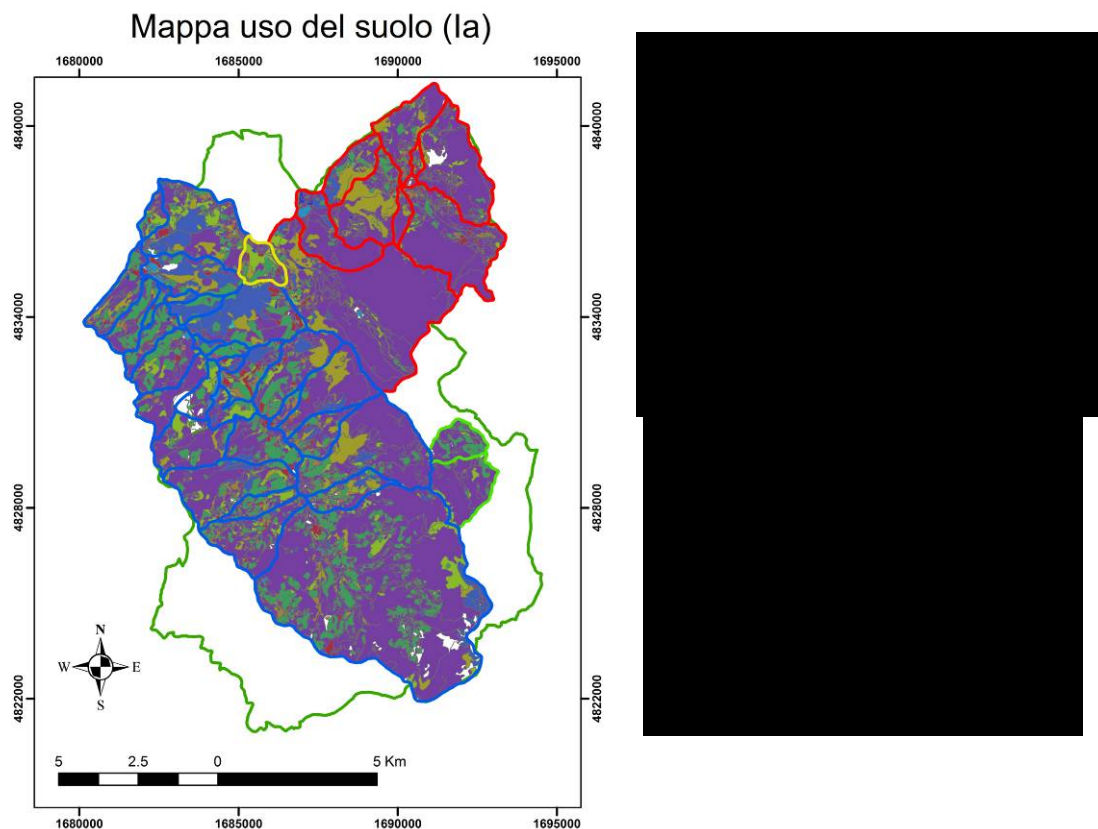 Mappa uso del suolo (Ia)
1680000 1685000 1690000 1695000
4840000 4840000
4834000 4834000
4828000 4828000
4822000 4822000
N
W E
S
5 2.5 0 5 Km
1680000 1685000 1690000 1695000